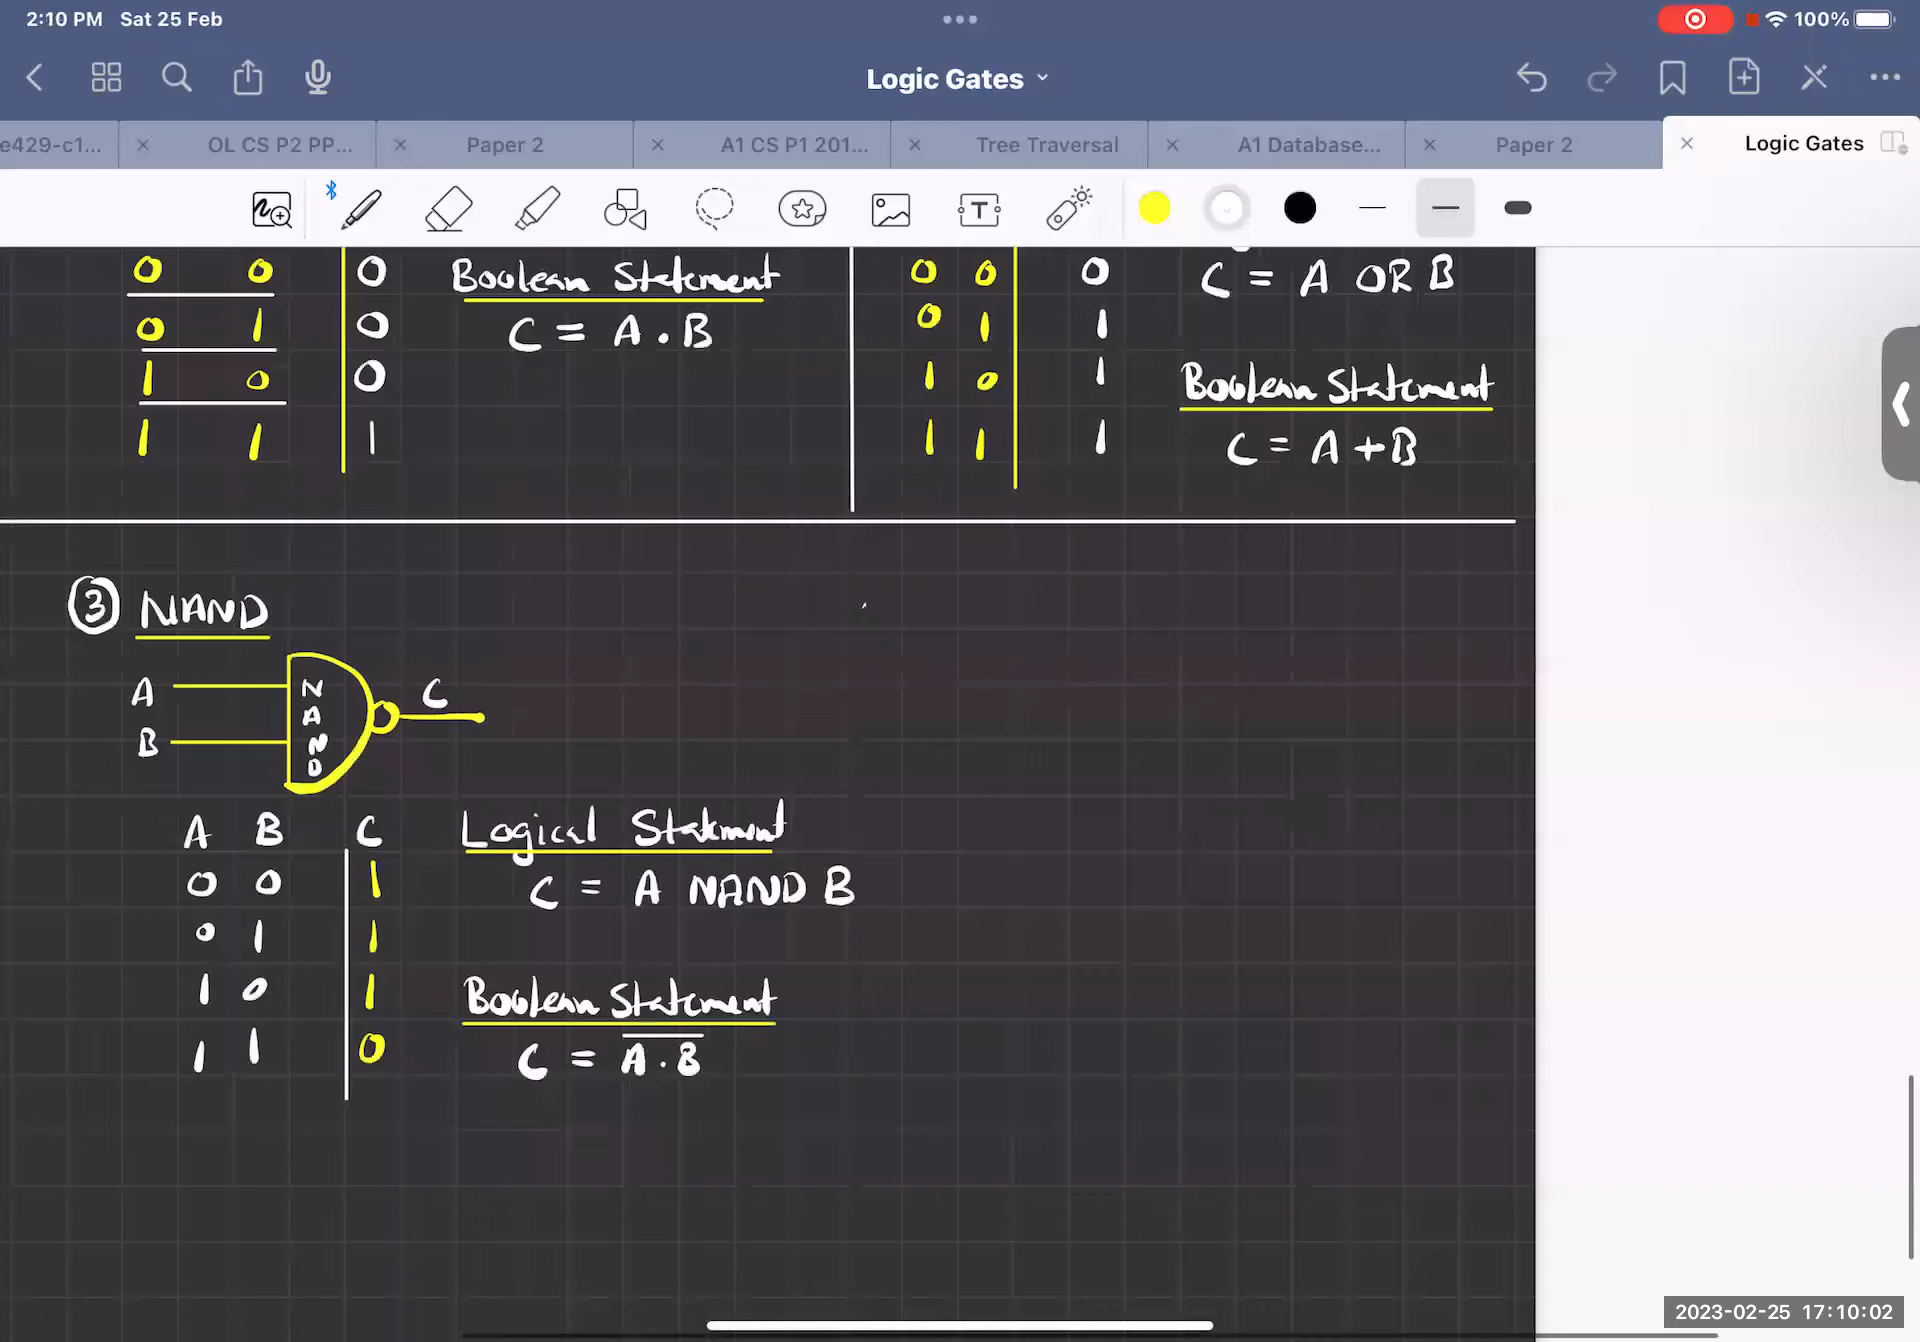 2:10 PM Sat 25 Feb
100%
Logic Gates
e429-c1...
OL CS P2 PP...
Paper 2
A1 CS P1 201...
Tree Traversal
A1 Database...
Paper 2
Logic Gates
0 0 0
0 1 0
1 0 0
1 1 1
Boolean Statement
C = A . B
0 0 0
0 1 1
1 0 1
1 1 1
C = A OR B
Boolean Statement
C = A + B
3 NAND
A
B
NAND
C
A B C
0 0 1
0 1 1
1 0 1
1 1 0
Logical Statement
C = A NAND B
Boolean Statement
C = A̅ ̅.̅ ̅B̅
2023-02-25 17:10:02